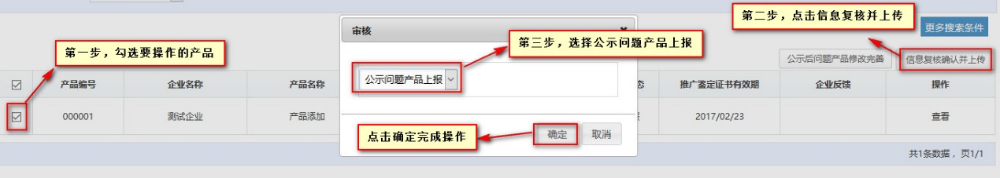 第二步，点击信息复核并上传
审核
更多搜索条件
第三步，选择公示问题产品上报
第一步，勾选要操作的产品
公示后问题产品修改完善
信息复核确认并上传
公示问题产品上报
产品编号
企业名称
产品名称
态
推广鉴定证书有效期
企业反馈
操作
000001
测试企业
产品添加
2017/02/23
查看
点击确定完成操作
确定
取消
共1条数据，页1/1